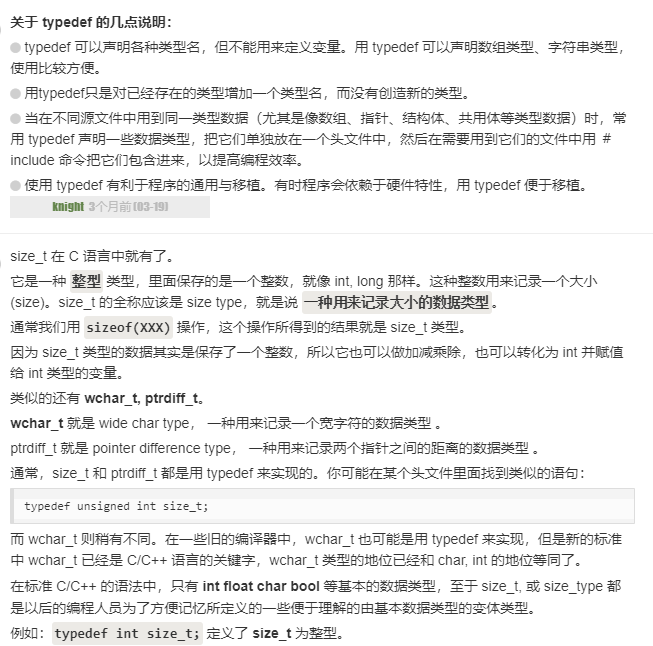 关于 typedef 的几点说明：
typedef 可以声明各种类型名，但不能用来定义变量。用 typedef 可以声明数组类型、字符串类型，
使用比较方便。
用typedef只是对已经存在的类型增加一个类型名，而没有创造新的类型。
当在不同源文件中用到同一类型数据（尤其是像数组、指针、结构体、共用体等类型数据）时，常
用 typedef 声明一些数据类型，把它们单独放在一个头文件中，然后在需要用到它们的文件中用 #
include 命令把它们包含进来，以提高编程效率。
使用 typedef 有利于程序的通用与移植。有时程序会依赖于硬件特性，用 typedef 便于移植。
knight 3个月前 (03-19)
size_t 在 C 语言中就有了。
它是一种 整型 类型，里面保存的是一个整数，就像 int, long 那样。这种整数用来记录一个大小
(size)。size_t 的全称应该是 size type，就是说 一种用来记录大小的数据类型。
通常我们用 sizeof(XXX) 操作，这个操作所得到的结果就是 size_t 类型。
因为 size_t 类型的数据其实是保存了一个整数，所以它也可以做加减乘除，也可以转化为 int 并赋值
给 int 类型的变量。
类似的还有 wchar_t, ptrdiff_t。
wchar_t 就是 wide char type， 一种用来记录一个宽字符的数据类型 。
ptrdiff_t 就是 pointer difference type， 一种用来记录两个指针之间的距离的数据类型 。
通常，size_t 和 ptrdiff_t 都是用 typedef 来实现的。你可能在某个头文件里面找到类似的语句：
typedef unsigned int size_t;
而 wchar_t 则稍有不同。在一些旧的编译器中，wchar_t 也可能是用 typedef 来实现，但是新的标准
中 wchar_t 已经是 C/C++ 语言的关键字，wchar_t 类型的地位已经和 char, int 的地位等同了。
在标准 C/C++ 的语法中，只有 int float char bool 等基本的数据类型，至于 size_t, 或 size_type 都
是以后的编程人员为了方便记忆所定义的一些便于理解的由基本数据类型的变体类型。
例如：typedef int size_t; 定义了 size_t 为整型。